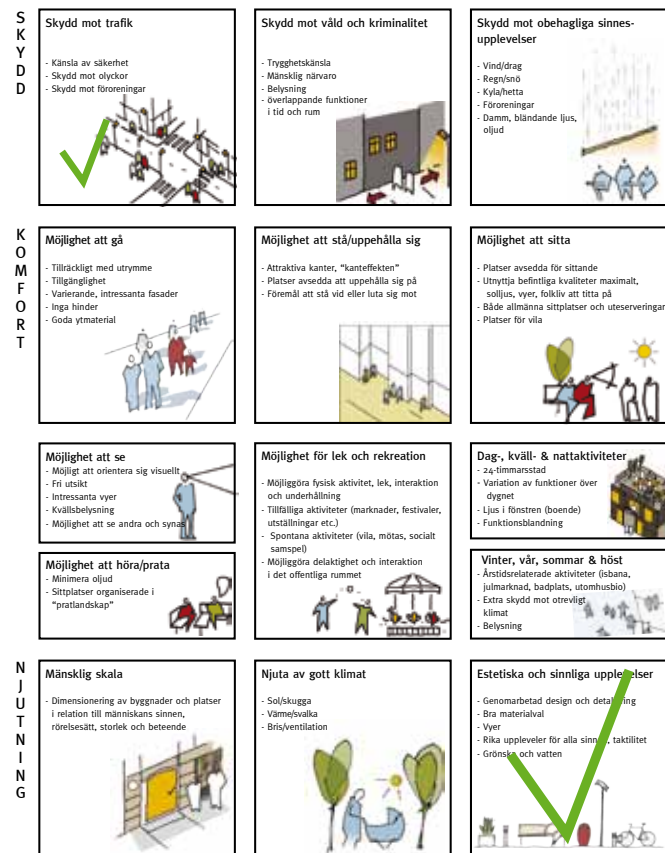 SKYDD
Skydd mot trafik
- Känsla av säkerhet
- Skydd mot olyckor
- Skydd mot föroreningar
Skydd mot våld och kriminalitet
- Trygghetskänsla
- Mänsklig närvaro
- Belysning
- överlappande funktioner
i tid och rum
Skydd mot obehagliga sinnes-
upplevelser
- Vind/drag
- Regn/snö
- Kyla/hetta
- Föroreningar
- Damm, bländande ljus,
oljud
KOMFORT
Möjlighet att gå
- Tillräckligt med utrymme
- Tillgänglighet
- Varierande, intressanta fasader
- Inga hinder
- Goda ytmaterial
Möjlighet att stå/uppehålla sig
- Attraktiva kanter, "kanteffekten"
- Platser avsedda att uppehålla sig på
- Föremål att stå vid eller luta sig mot
Möjlighet att sitta
- Platser avsedda för sittande
- Utnyttja befintliga kvaliteter maximalt,
solljus, vyer, folkliv att titta på
- Både allmänna sittplatser och uteserveringar
- Platser för vila
Möjlighet att se
- Möjligt att orientera sig visuellt
- Fri utsikt
- Intressanta vyer
- Kvällsbelysning
- Möjlighet att se andra och synas
Möjlighet att höra/prata
- Minimera oljud
- Sittplatser organiserade i
"pratlandskap"
Möjlighet för lek och rekreation
- Möjliggöra fysisk aktivitet, lek, interaktion
och underhållning
- Tillfälliga aktiviteter (marknader, festivaler,
utställningar etc.)
- Spontana aktiviteter (vila, mötas, socialt
samspel)
- Möjliggöra delaktighet och interaktion
i det offentliga rummet
Dag-, kväll- & nattaktiviteter
- 24-timmarsstad
- Variation av funktioner över
dygnet
- Ljus i fönstren (boende)
- Funktionsblandning
Vinter, vår, sommar & höst
- Årstidsrelaterade aktiviteter (isbana,
julmarknad, badplats, utomhusbio)
- Extra skydd mot otrevligt
klimat
- Belysning
NJUTNING
Mänsklig skala
- Dimensionering av byggnader och platser
i relation till människans sinnen,
rörelsesätt, storlek och beteende
Njuta av gott klimat
- Sol/skugga
- Värme/svalka
- Bris/ventilation
Estetiska och sinnliga upplevelser
- Genomarbetad design och detaljering
- Bra materialval
- Vyer
- Rika uppleveler för alla sinnen, taktilitet
- Grönska och vatten